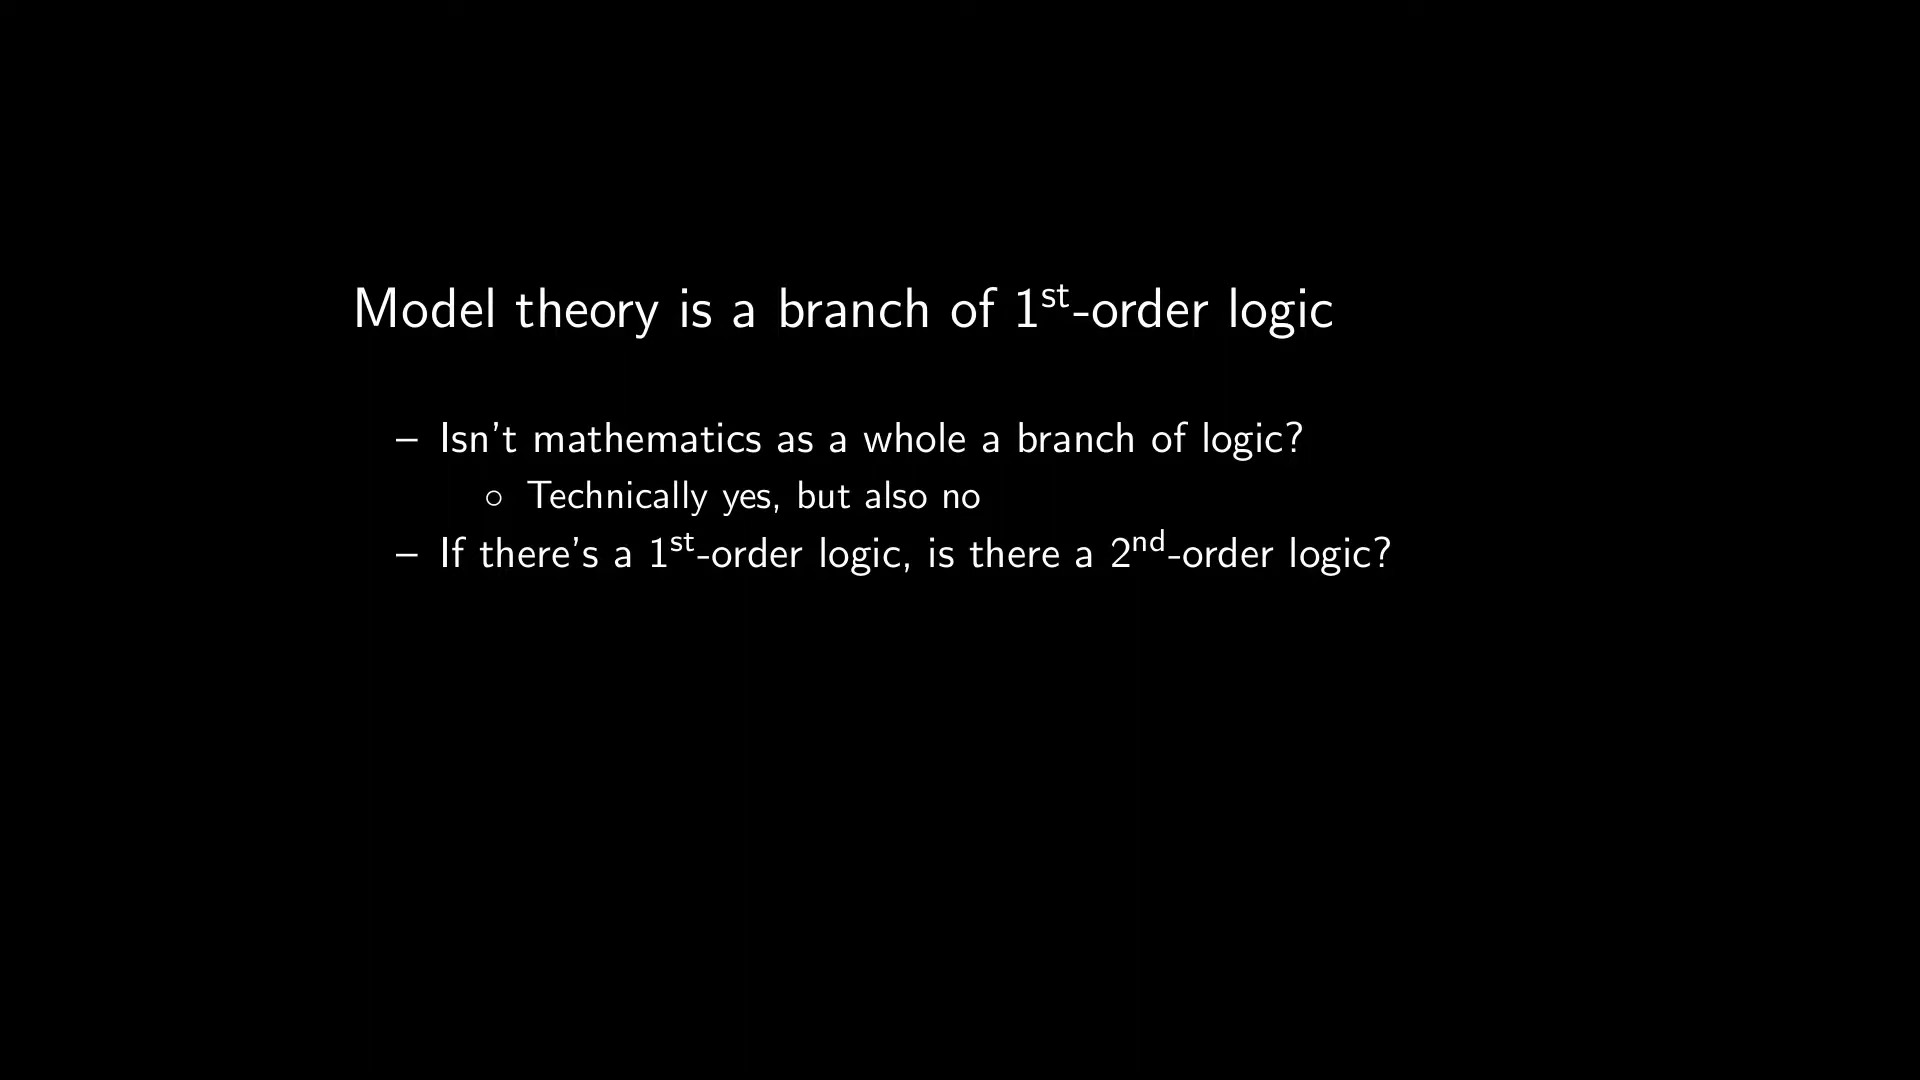 Model theory is a branch of 1st-order logic
– Isn't mathematics as a whole a branch of logic?
○ Technically yes, but also no
– If there's a 1st-order logic, is there a 2nd-order logic?